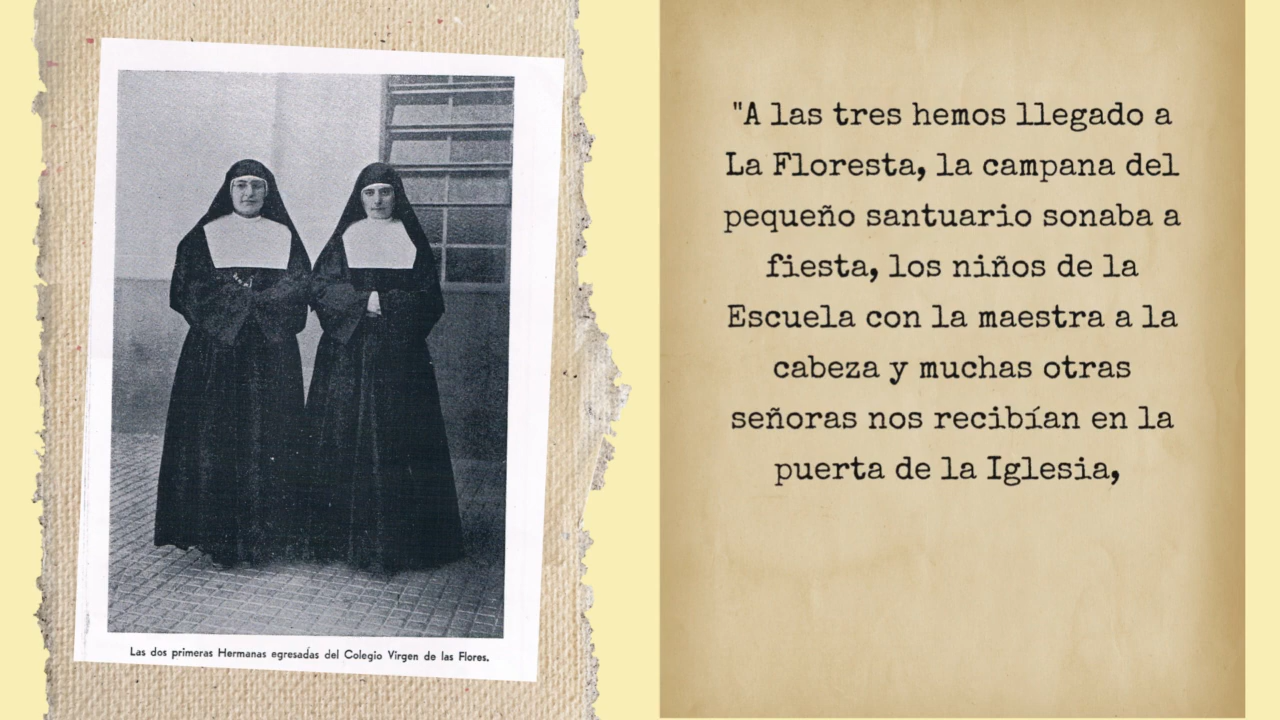 Las dos primeras Hermanas egresadas del Colegio Virgen de las Flores.
"A las tres hemos llegado a
La Floresta, la campana del
pequeño santuario sonaba a
fiesta, los niños de la
Escuela con la maestra a la
cabeza y muchas otras
señoras nos recibían en la
puerta de la Iglesia,